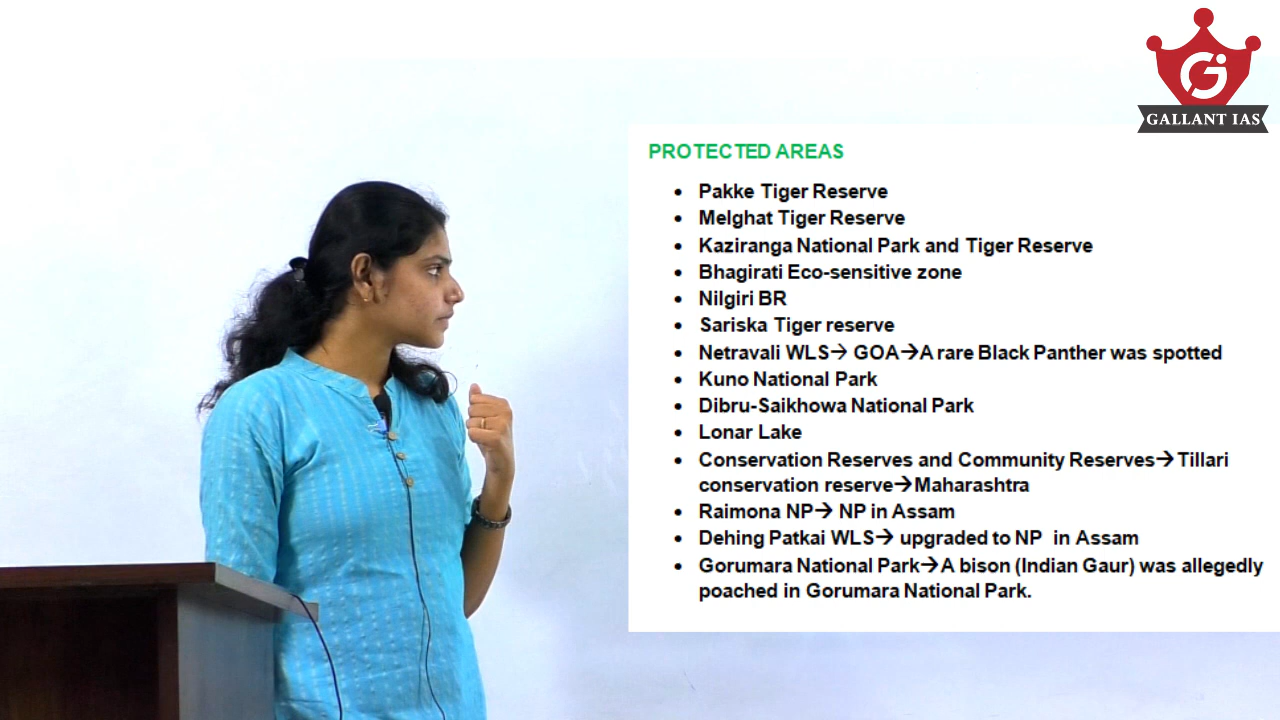 GALLANT IAS
PROTECTED AREAS
• Pakke Tiger Reserve
• Melghat Tiger Reserve
• Kaziranga National Park and Tiger Reserve
• Bhagirati Eco-sensitive zone
• Nilgiri BR
• Sariska Tiger reserve
• Netravali WLS→ GOA→A rare Black Panther was spotted
• Kuno National Park
• Dibru-Saikhowa National Park
• Lonar Lake
• Conservation Reserves and Community Reserves→Tillari
conservation reserve→Maharashtra
• Raimona NP→ NP in Assam
• Dehing Patkai WLS→ upgraded to NP in Assam
• Gorumara National Park→A bison (Indian Gaur) was allegedly
poached in Gorumara National Park.